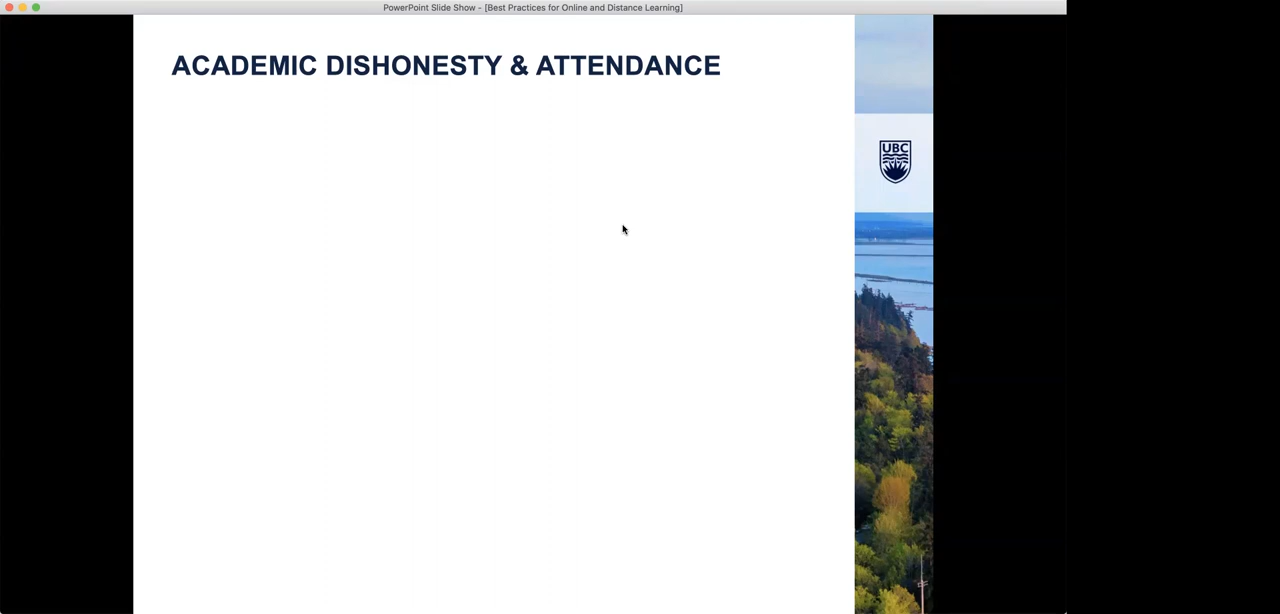 PowerPoint Slide Show - [Best Practices for Online and Distance Learning]
ACADEMIC DISHONESTY & ATTENDANCE
UBC